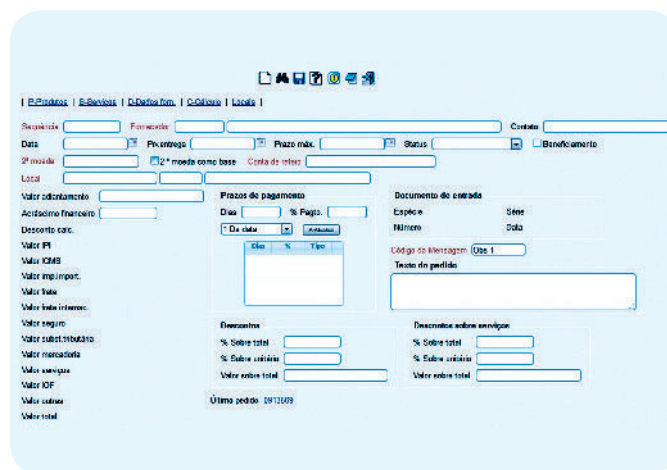 | P-Produtos | S-Serviços | D-Dados forn. | C-Cálculo | Locais |
Sequência Fornecedor Contato
Data Prv.entrega Prazo máx. Status Beneficiamento
2ª moeda 2ª moeda como base Conta de rateio
Local
Valor adiantamento
Acréscimo financeiro
Desconto calc.
Valor IPI
Valor ICMS
Valor imp.import.
Valor frete
Valor frete internac.
Valor seguro
Valor subst.tributária
Valor mercadoria
Valor serviços
Valor IOF
Valor outras
Valor total
Prazos de pagamento
Dias % Pagto.
* Da data
Dias % Tipo
Documento de entrada
Espécie Série
Número Data
Código da Mensagem Obs 1
Texto do pedido
Descontos
% Sobre total
% Sobre unitário
Valor sobre total
Descontos sobre serviços
% Sobre total
% Sobre unitário
Valor sobre total
Último pedido 0913609